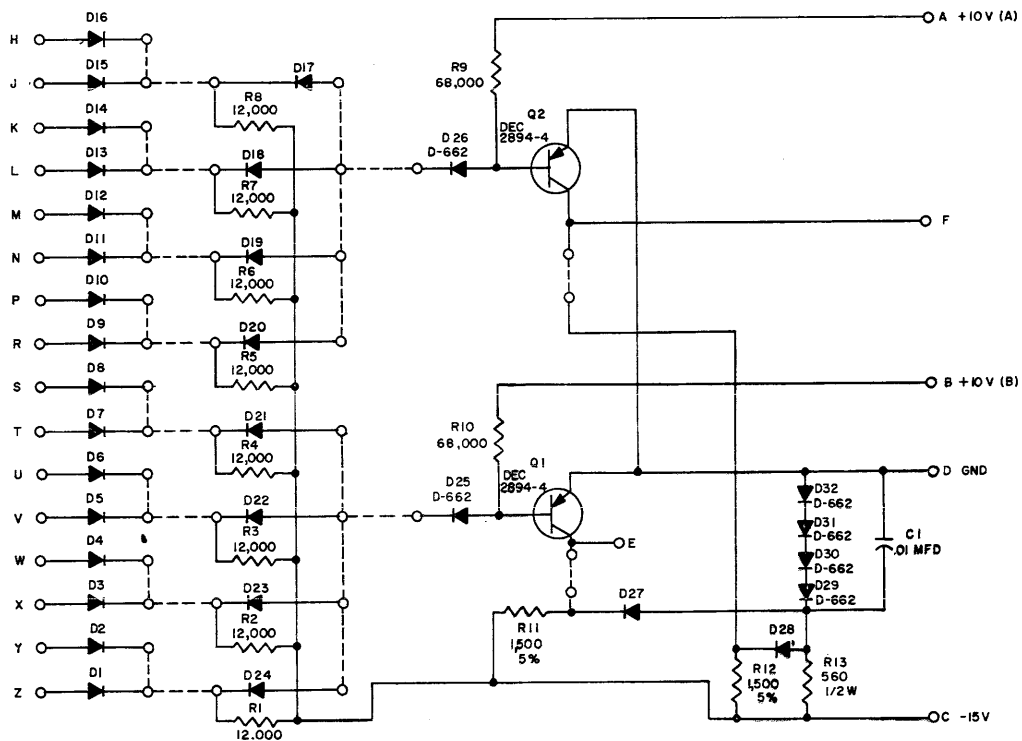 D16
H
A +10V (A)
D15
J
D17
R9
68,000
R8
12,000
D14
K
Q2
DEC
2894-4
D26
D-662
D13
L
D18
R7
12,000
D12
M
F
D11
N
D19
R6
12,000
D10
P
D9
R
D20
R5
12,000
D8
S
B +10V (B)
D7
T
D21
R4
12,000
R10
68,000
D6
U
Q1
DEC
2894-4
D GND
D25
D-662
D5
V
D22
R3
12,000
D32
D-662
D31
D-662
D30
D-662
D29
D-662
C1
.01 MFD
E
D4
W
D3
X
D23
R2
12,000
D27
R11
1,500
5%
D2
Y
D28
R12
1,500
5%
R13
560
1/2W
D1
Z
D24
R1
12,000
C -15V